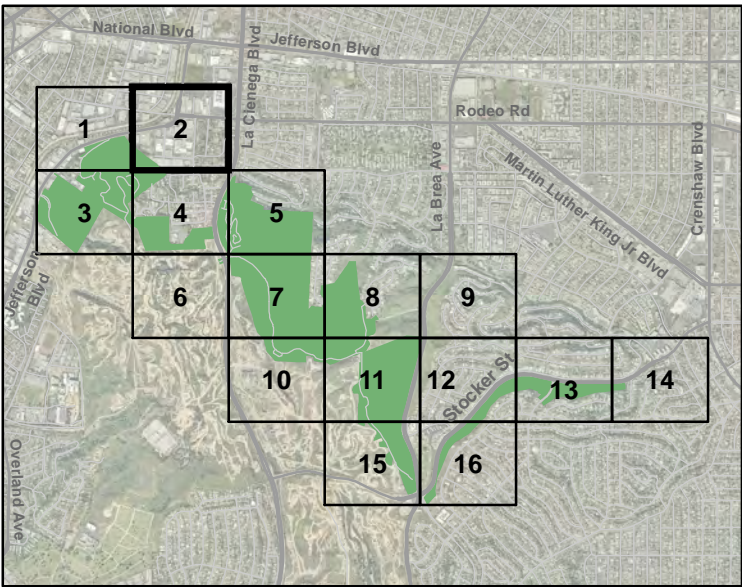 National Blvd
Jefferson Blvd
La Cienega Blvd
Rodeo Rd
1
2
La Brea Ave
Martin Luther King Jr Blvd
Crenshaw Blvd
3
4
5
Jefferson
Blvd
6
7
8
9
10
11
12
Stocker St
13
14
Overland Ave
15
16